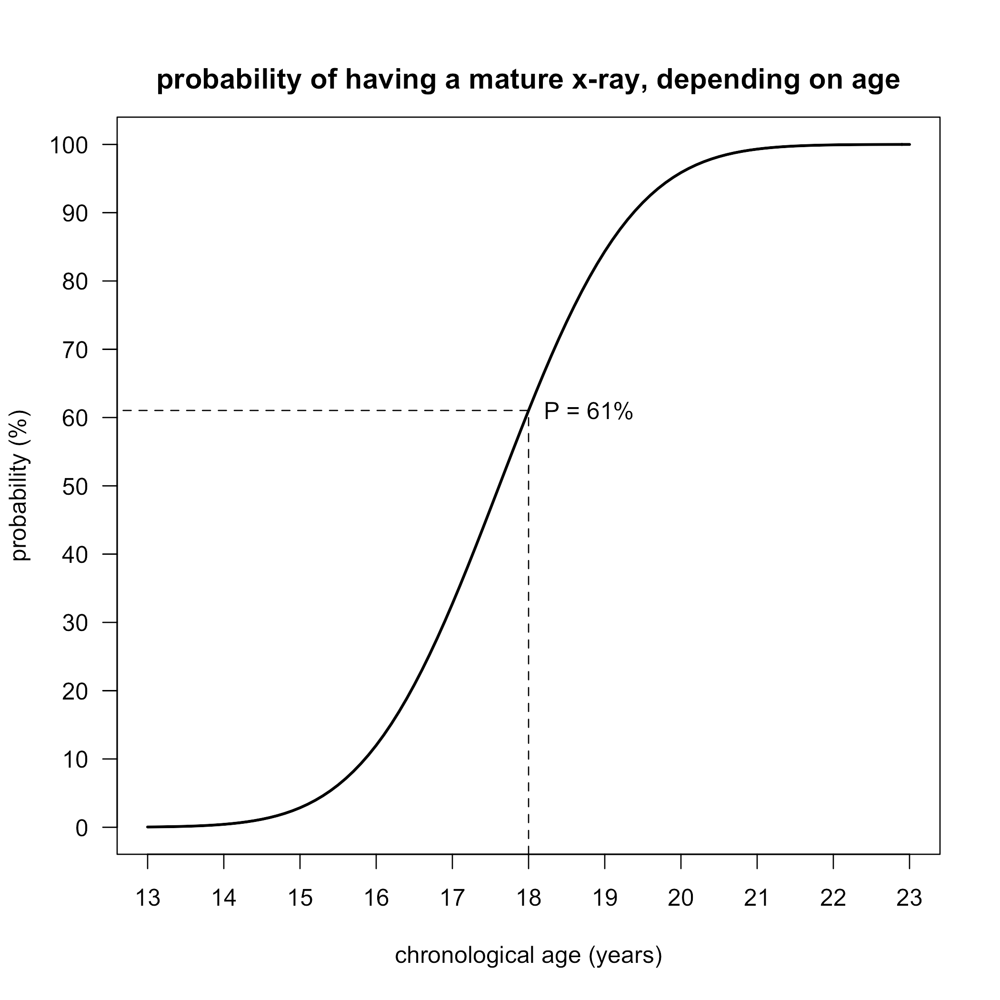 probability of having a mature x-ray, depending on age
100
90
80
70
60
50
40
30
20
10
0
probability (%)
P = 61%
13 14 15 16 17 18 19 20 21 22 23
chronological age (years)